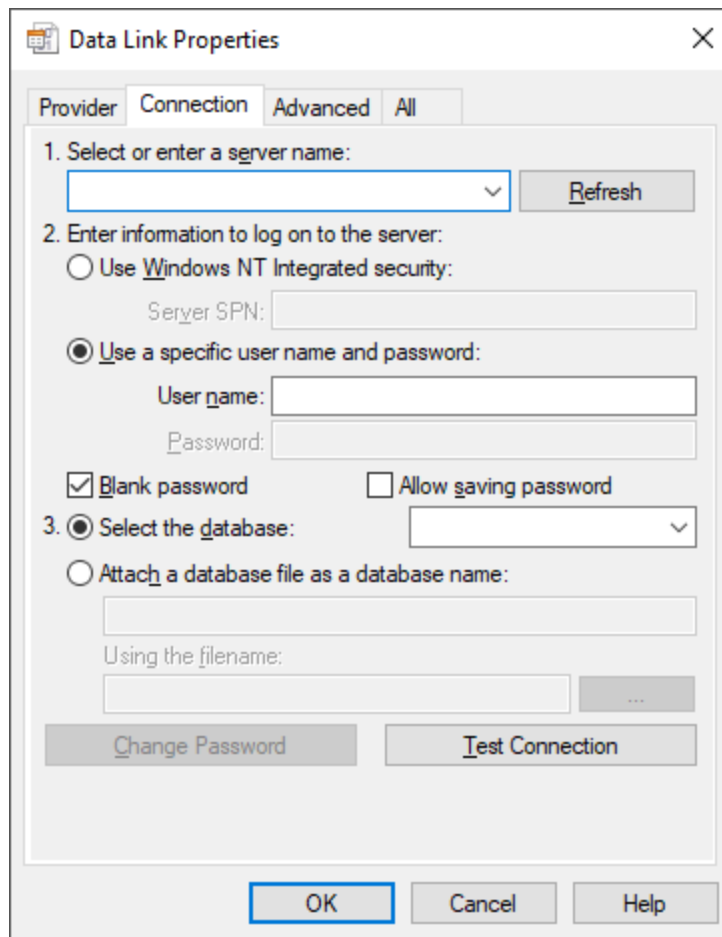 Data Link Properties
Provider Connection Advanced All
1. Select or enter a server name:
Refresh
2. Enter information to log on to the server:
Use Windows NT Integrated security:
Server SPN:
Use a specific user name and password:
User name:
Password:
Blank password Allow saving password
3. Select the database:
Attach a database file as a database name:
Using the filename:
...
Change Password Test Connection
OK Cancel Help